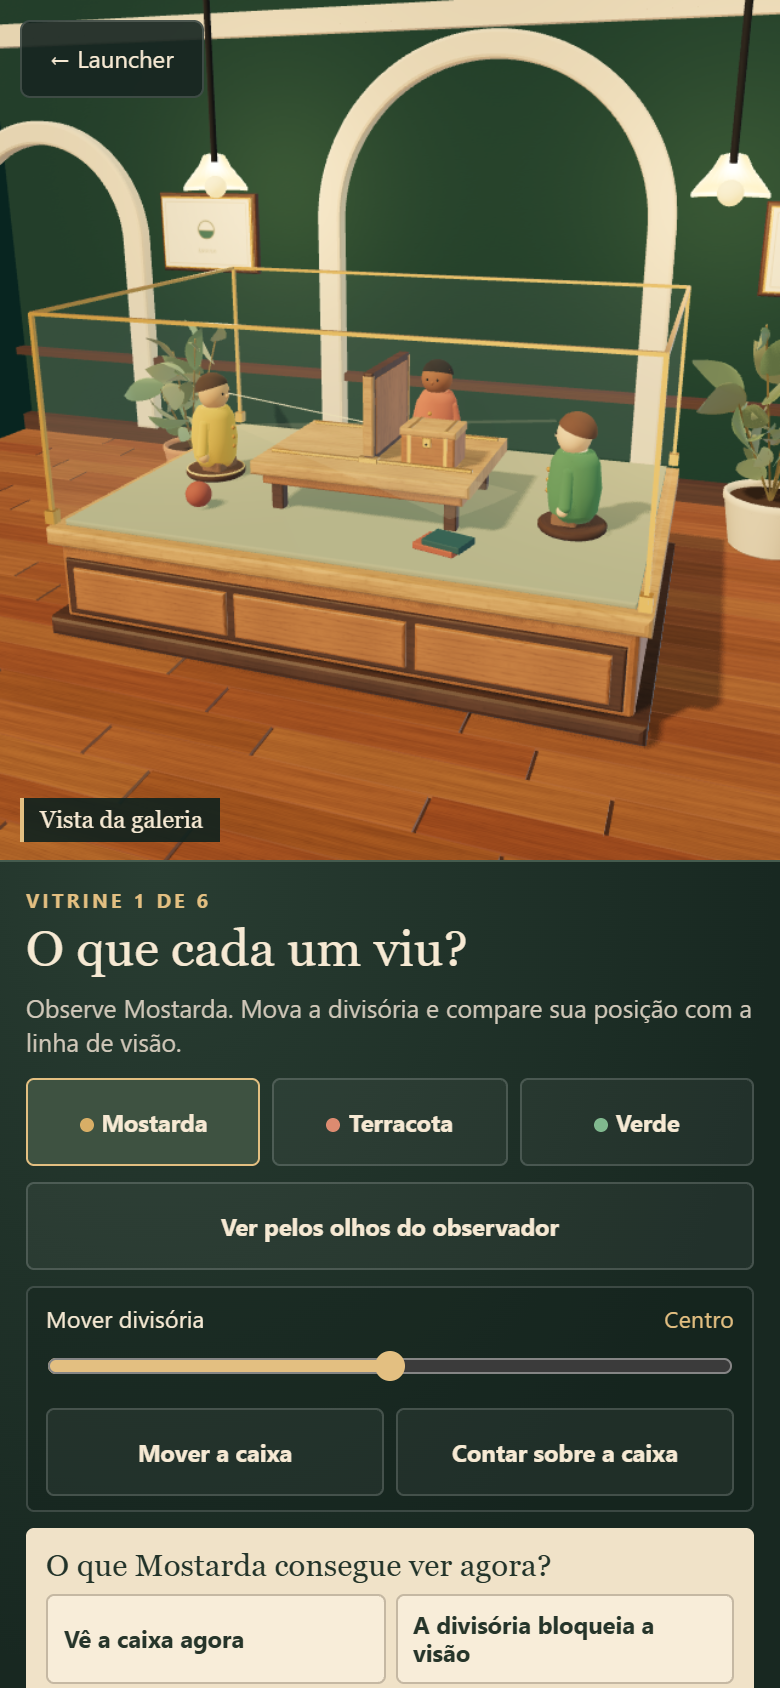 ← Launcher
Vista da galeria
VITRINE 1 DE 6
O que cada um viu?
Observe Mostarda. Mova a divisória e compare sua posição com a
linha de visão.
Mostarda
Terracota
Verde
Ver pelos olhos do observador
Mover divisória
Centro
Mover a caixa
Contar sobre a caixa
O que Mostarda consegue ver agora?
Vê a caixa agora
A divisória bloqueia a
visão